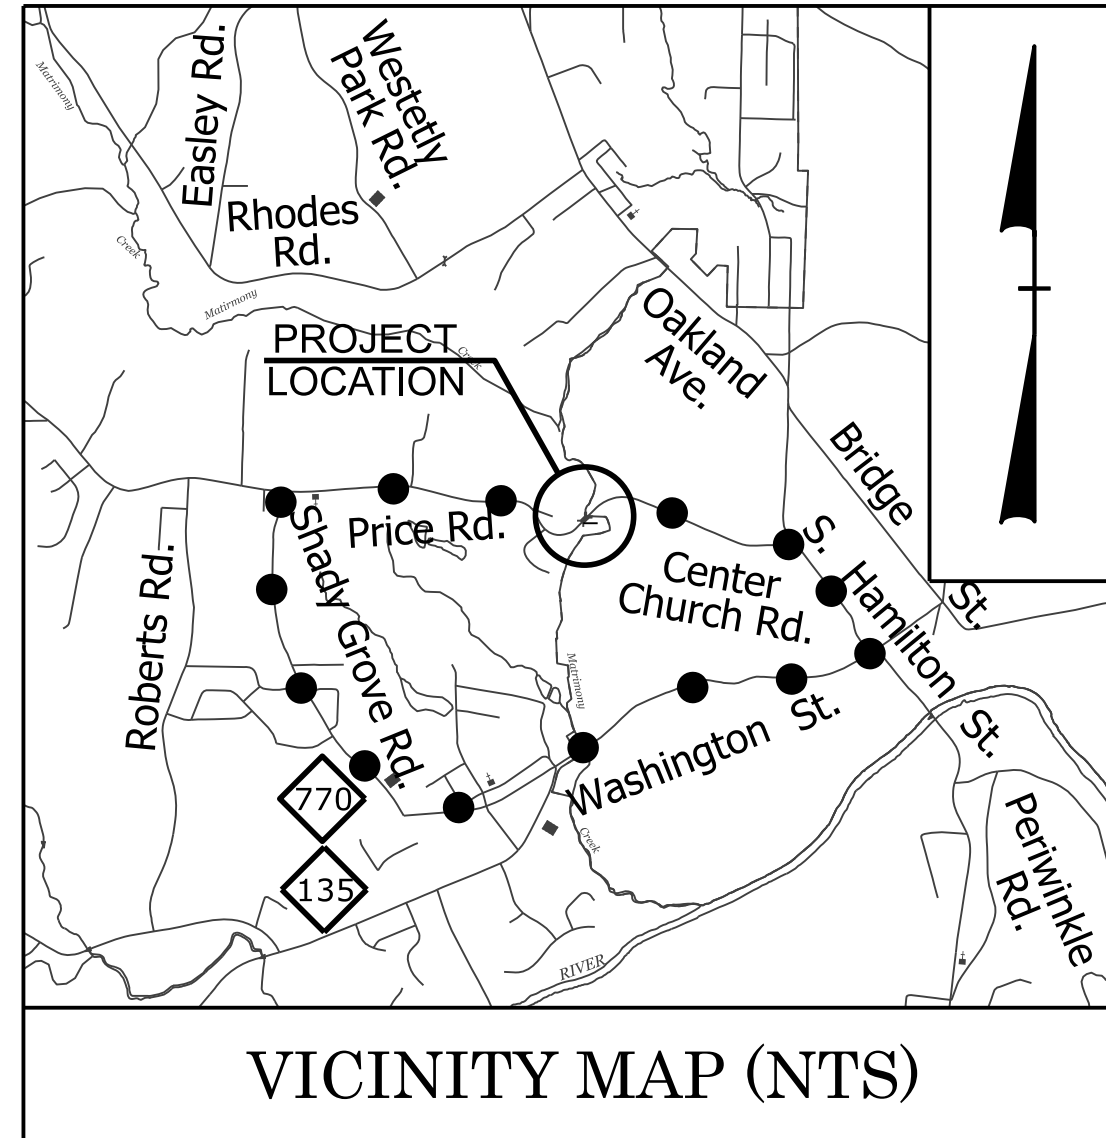 Matrimony
Easley Rd.
Westetly
Park Rd.
Rhodes
Rd.
Creek
Matirmony
PROJECT
LOCATION
Creek
Oakland
Ave.
Bridge
St.
Price Rd.
Center
Church Rd.
S. Hamilton
St.
Roberts Rd.
Shady Grove Rd.
Matrimony
Washington St.
770
135
Creek
Periwinkle
Rd.
RIVER
VICINITY MAP (NTS)